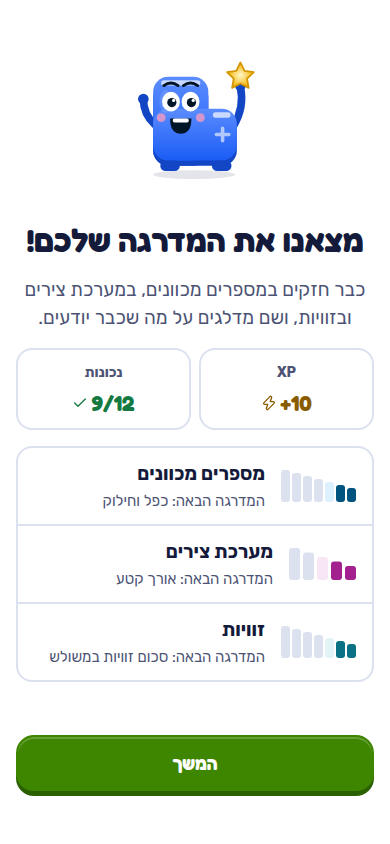 מצאנו את המדרגה שלכם!
כבר חזקים במספרים מכוונים, במערכת צירים
ובזוויות, ושם מדלגים על מה שכבר יודעים.
XP
+10
נכונות
9/12
מספרים מכוונים
המדרגה הבאה: כפל וחילוק
מערכת צירים
המדרגה הבאה: אורך קטע
זוויות
המדרגה הבאה: סכום זוויות במשולש
המשך